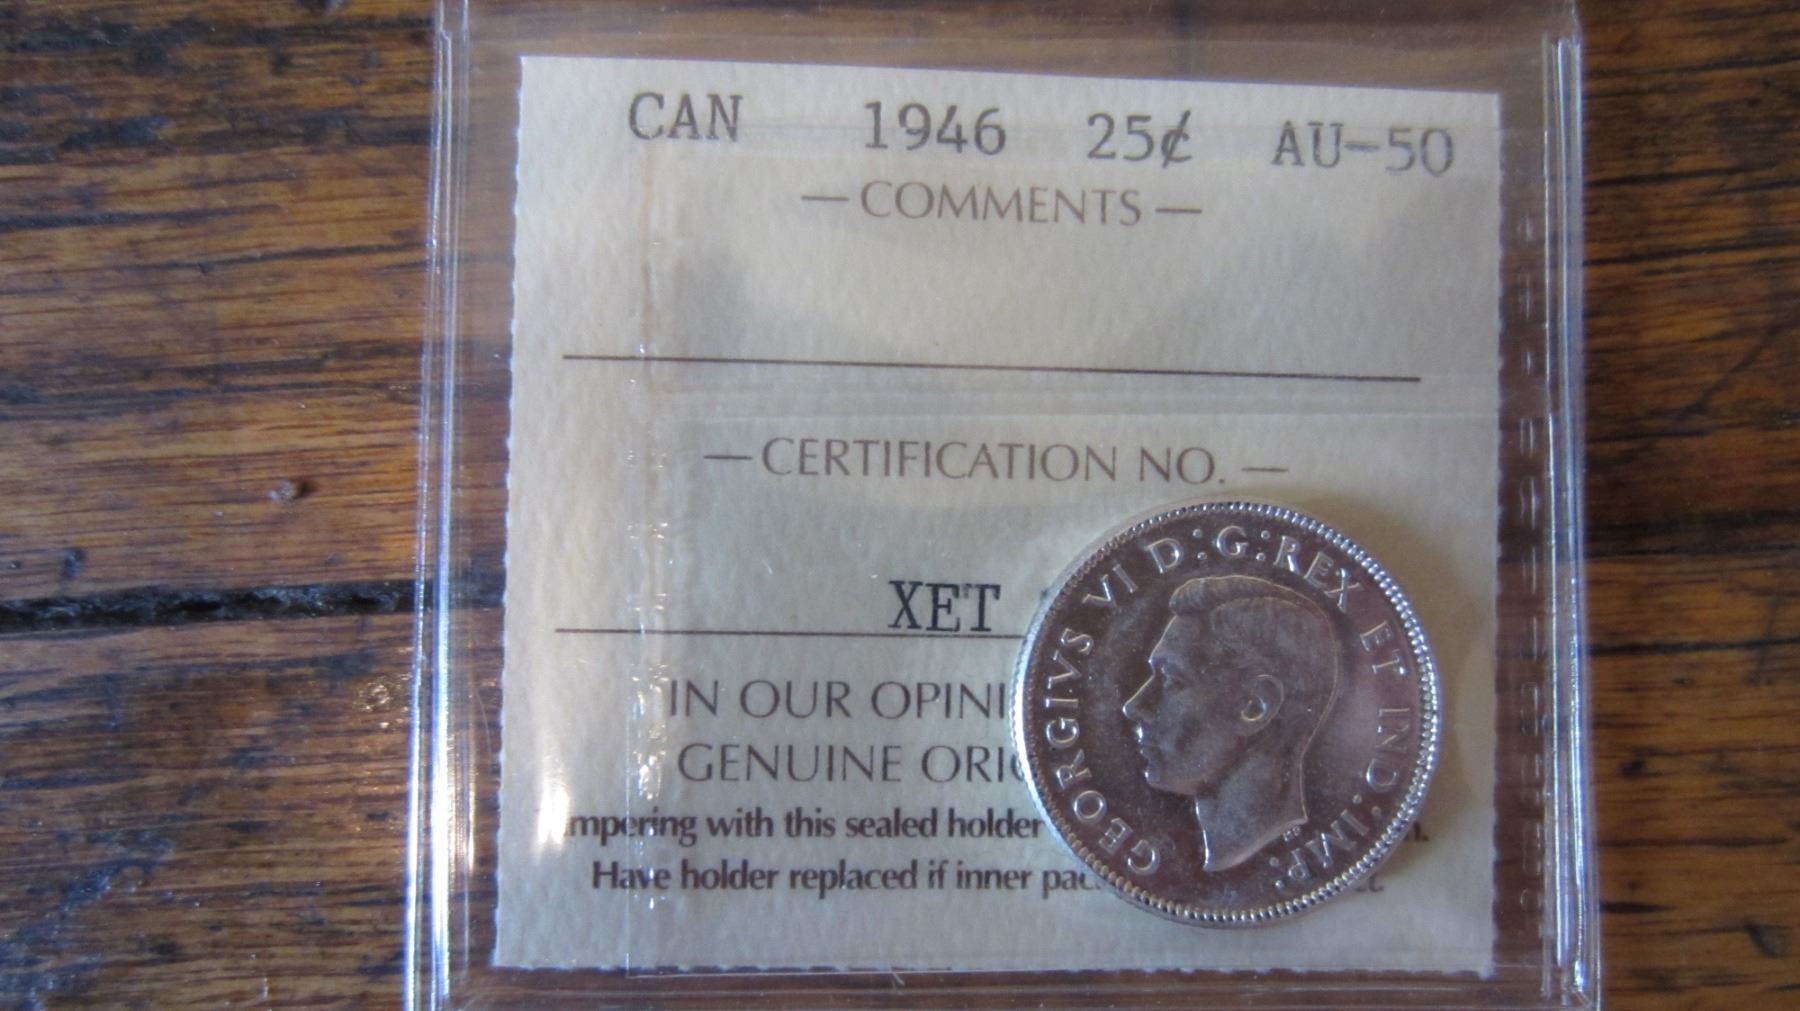 CAN 1946 25¢ AU-50
— COMMENTS —
— CERTIFICATION NO. —
XET
IN OUR OPINI
GENUINE ORIG
mpering with this sealed holder
Have holder replaced if inner pac
GEORGIVS VI D:G:REX ET IND:IMP: